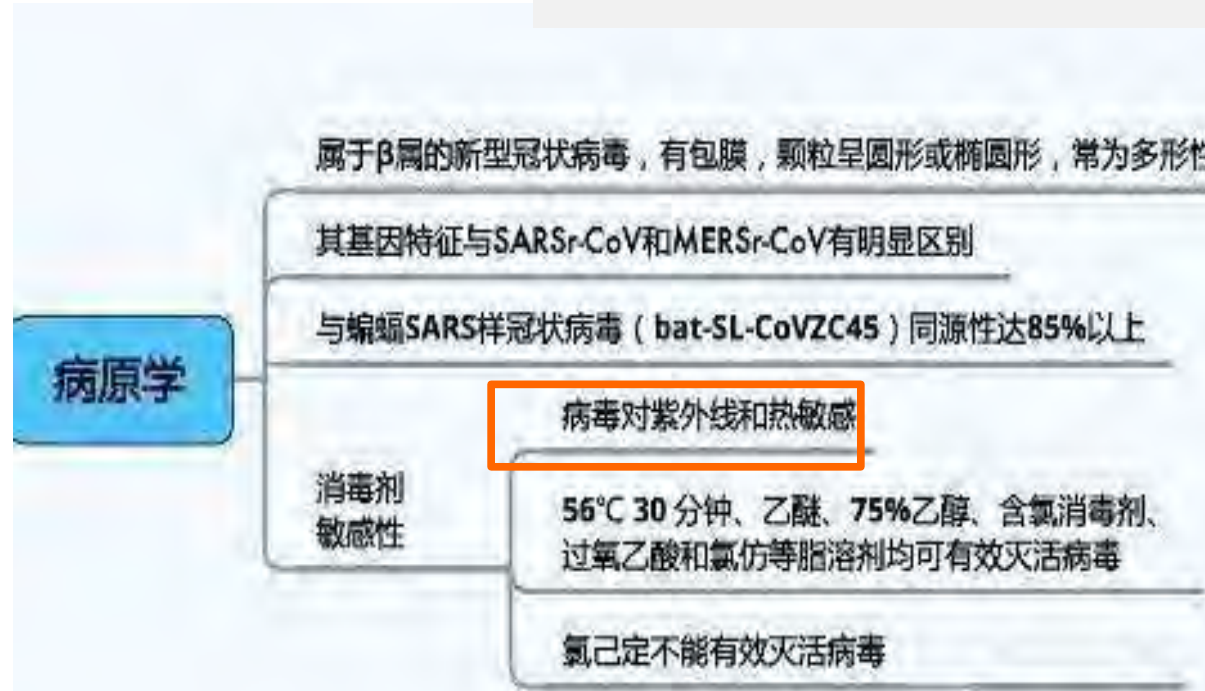 属于β属的新型冠状病毒，有包膜，颗粒呈圆形或椭圆形，常为多形性
其基因特征与SARSr-CoV和MERSr-CoV有明显区别
与蝙蝠SARS样冠状病毒（bat-SL-CoVZC45）同源性达85%以上
病原学
病毒对紫外线和热敏感
消毒剂
敏感性
56℃ 30 分钟、乙醚、75%乙醇、含氯消毒剂、
过氧乙酸和氯仿等脂溶剂均可有效灭活病毒
氯己定不能有效灭活病毒